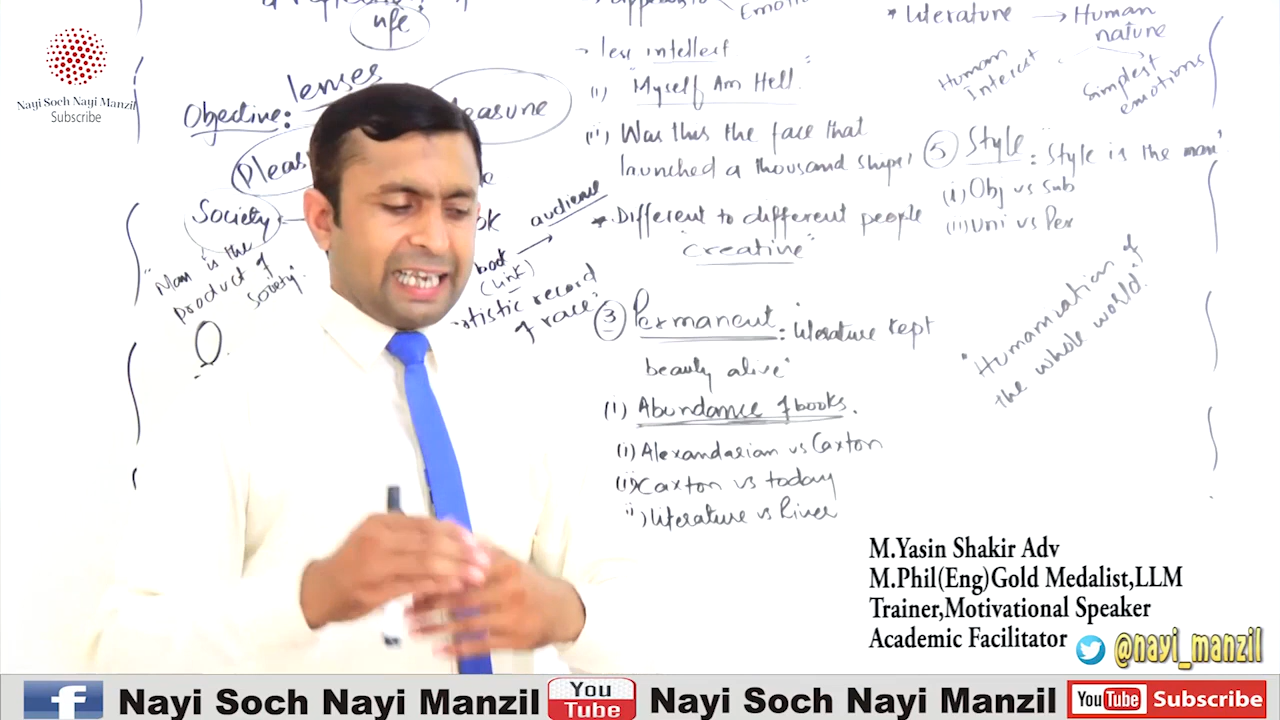 life
lenses
Objective:
Society
"Man is the
product of
Society".
audience
book
(link)
artistic record
of race"
less intellect
(i) "Myself Am Hell."
(ii) Was this the face that
launched a thousand ships!
* Different to different people
"creative"
(3) Permanent: "Literature kept
beauty alive"
(i) Abundance of books.
(i) Alexandarian vs Caxton
(ii) Caxton vs today
ii) Literature vs River
* Literature → Human
nature
Human
Interest
Simplest
emotions
(5) Style: "Style is the man"
(i) Obj vs Sub
(ii) Uni vs Per
"Humanization of
the whole world."
Nayi Soch Nayi Manzil
Subscribe
M.Yasin Shakir Adv
M.Phil(Eng)Gold Medalist,LLM
Trainer,Motivational Speaker
Academic Facilitator @nayi_manzil
f Nayi Soch Nayi Manzil You Tube Nayi Soch Nayi Manzil YouTube Subscribe